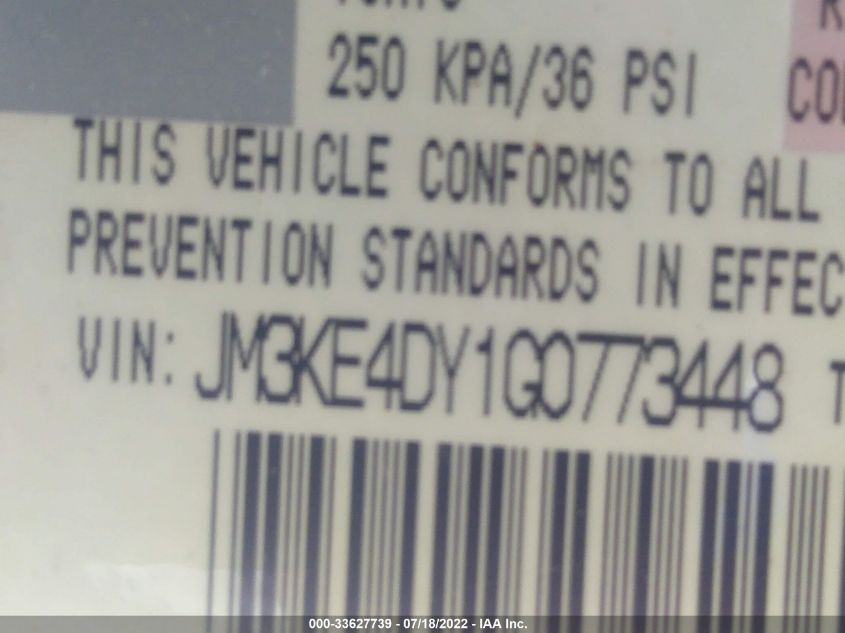 250 KPA/36 PSI
THIS VEHICLE CONFORMS TO ALL
PREVENTION STANDARDS IN EFFEC
VIN: JM3KE4DY1G0773448 T
000-33627739 - 07/18/2022 - IAA Inc.